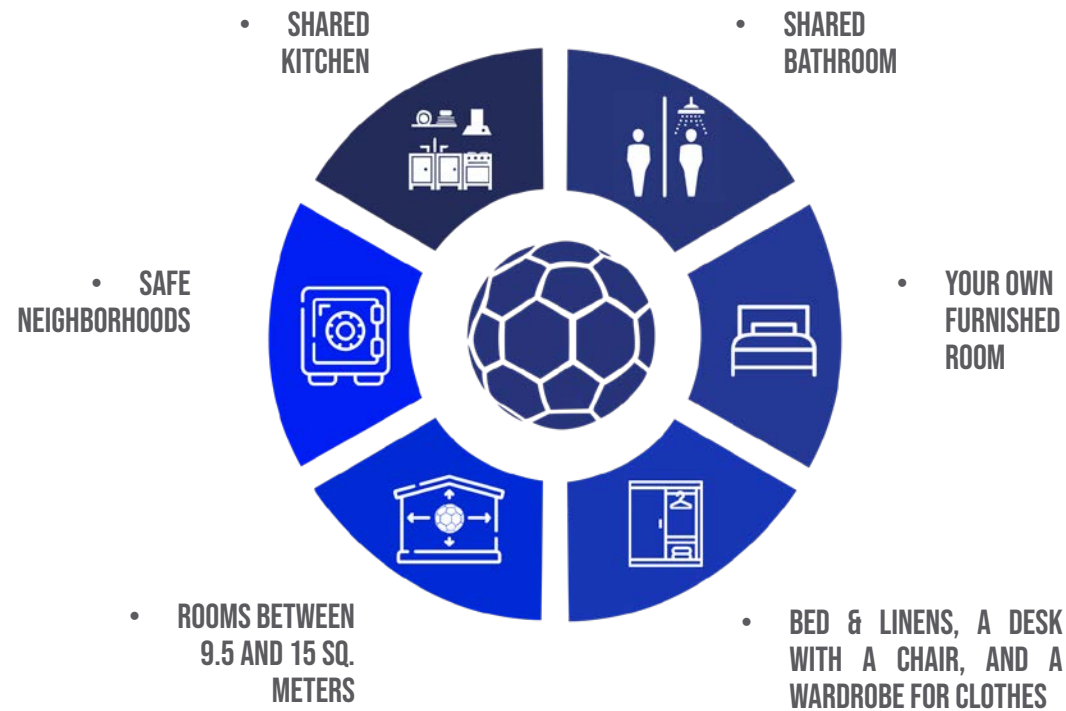 • SHARED
KITCHEN
• SHARED
BATHROOM
• SAFE
NEIGHBORHOODS
• YOUR OWN
FURNISHED
ROOM
• ROOMS BETWEEN
9.5 AND 15 SQ.
METERS
• BED & LINENS, A DESK
WITH A CHAIR, AND A
WARDROBE FOR CLOTHES